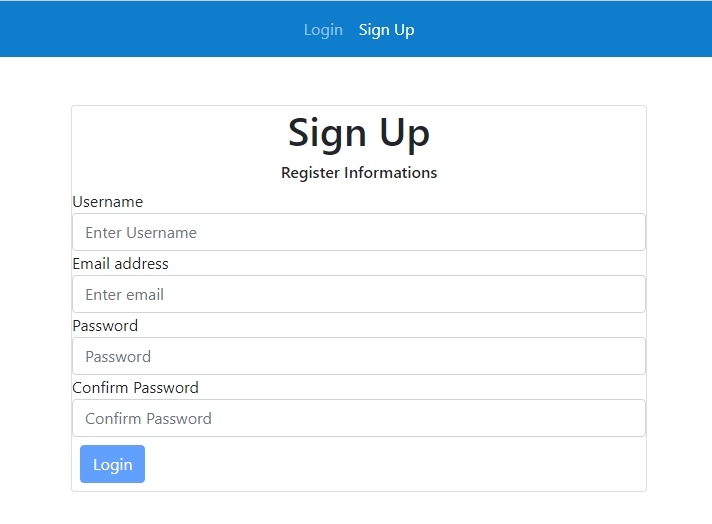 Login Sign Up
Sign Up
Register Informations
Username
Enter Username
Email address
Enter email
Password
Password
Confirm Password
Confirm Password
Login